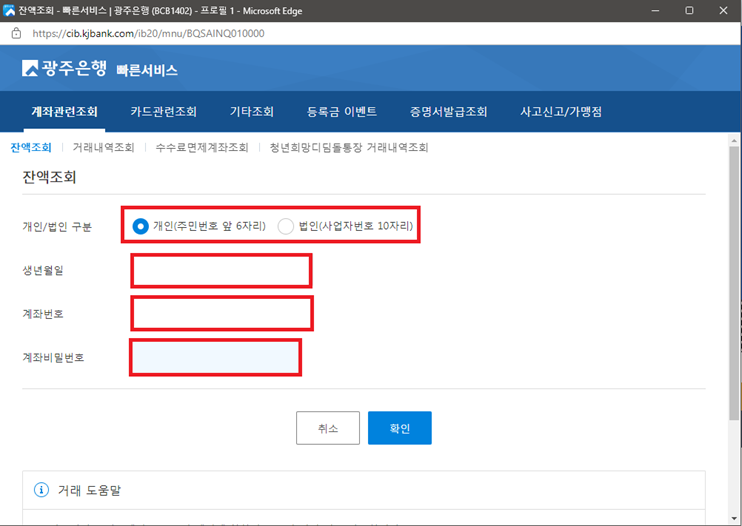 잔액조회 - 빠른서비스 | 광주은행 (BCB1402) - 프로필 1 - Microsoft Edge
https://cib.kjbank.com/ib20/mnu/BQSAINQ010000
광주은행 빠른서비스
계좌관련조회 카드관련조회 기타조회 등록금 이벤트 증명서발급조회 사고신고/가맹점
잔액조회 거래내역조회 수수료면제계좌조회 청년희망디딤돌통장 거래내역조회
잔액조회
개인/법인 구분 개인(주민번호 앞 6자리) 법인(사업자번호 10자리)
생년월일
계좌번호
계좌비밀번호
취소 확인
거래 도움말